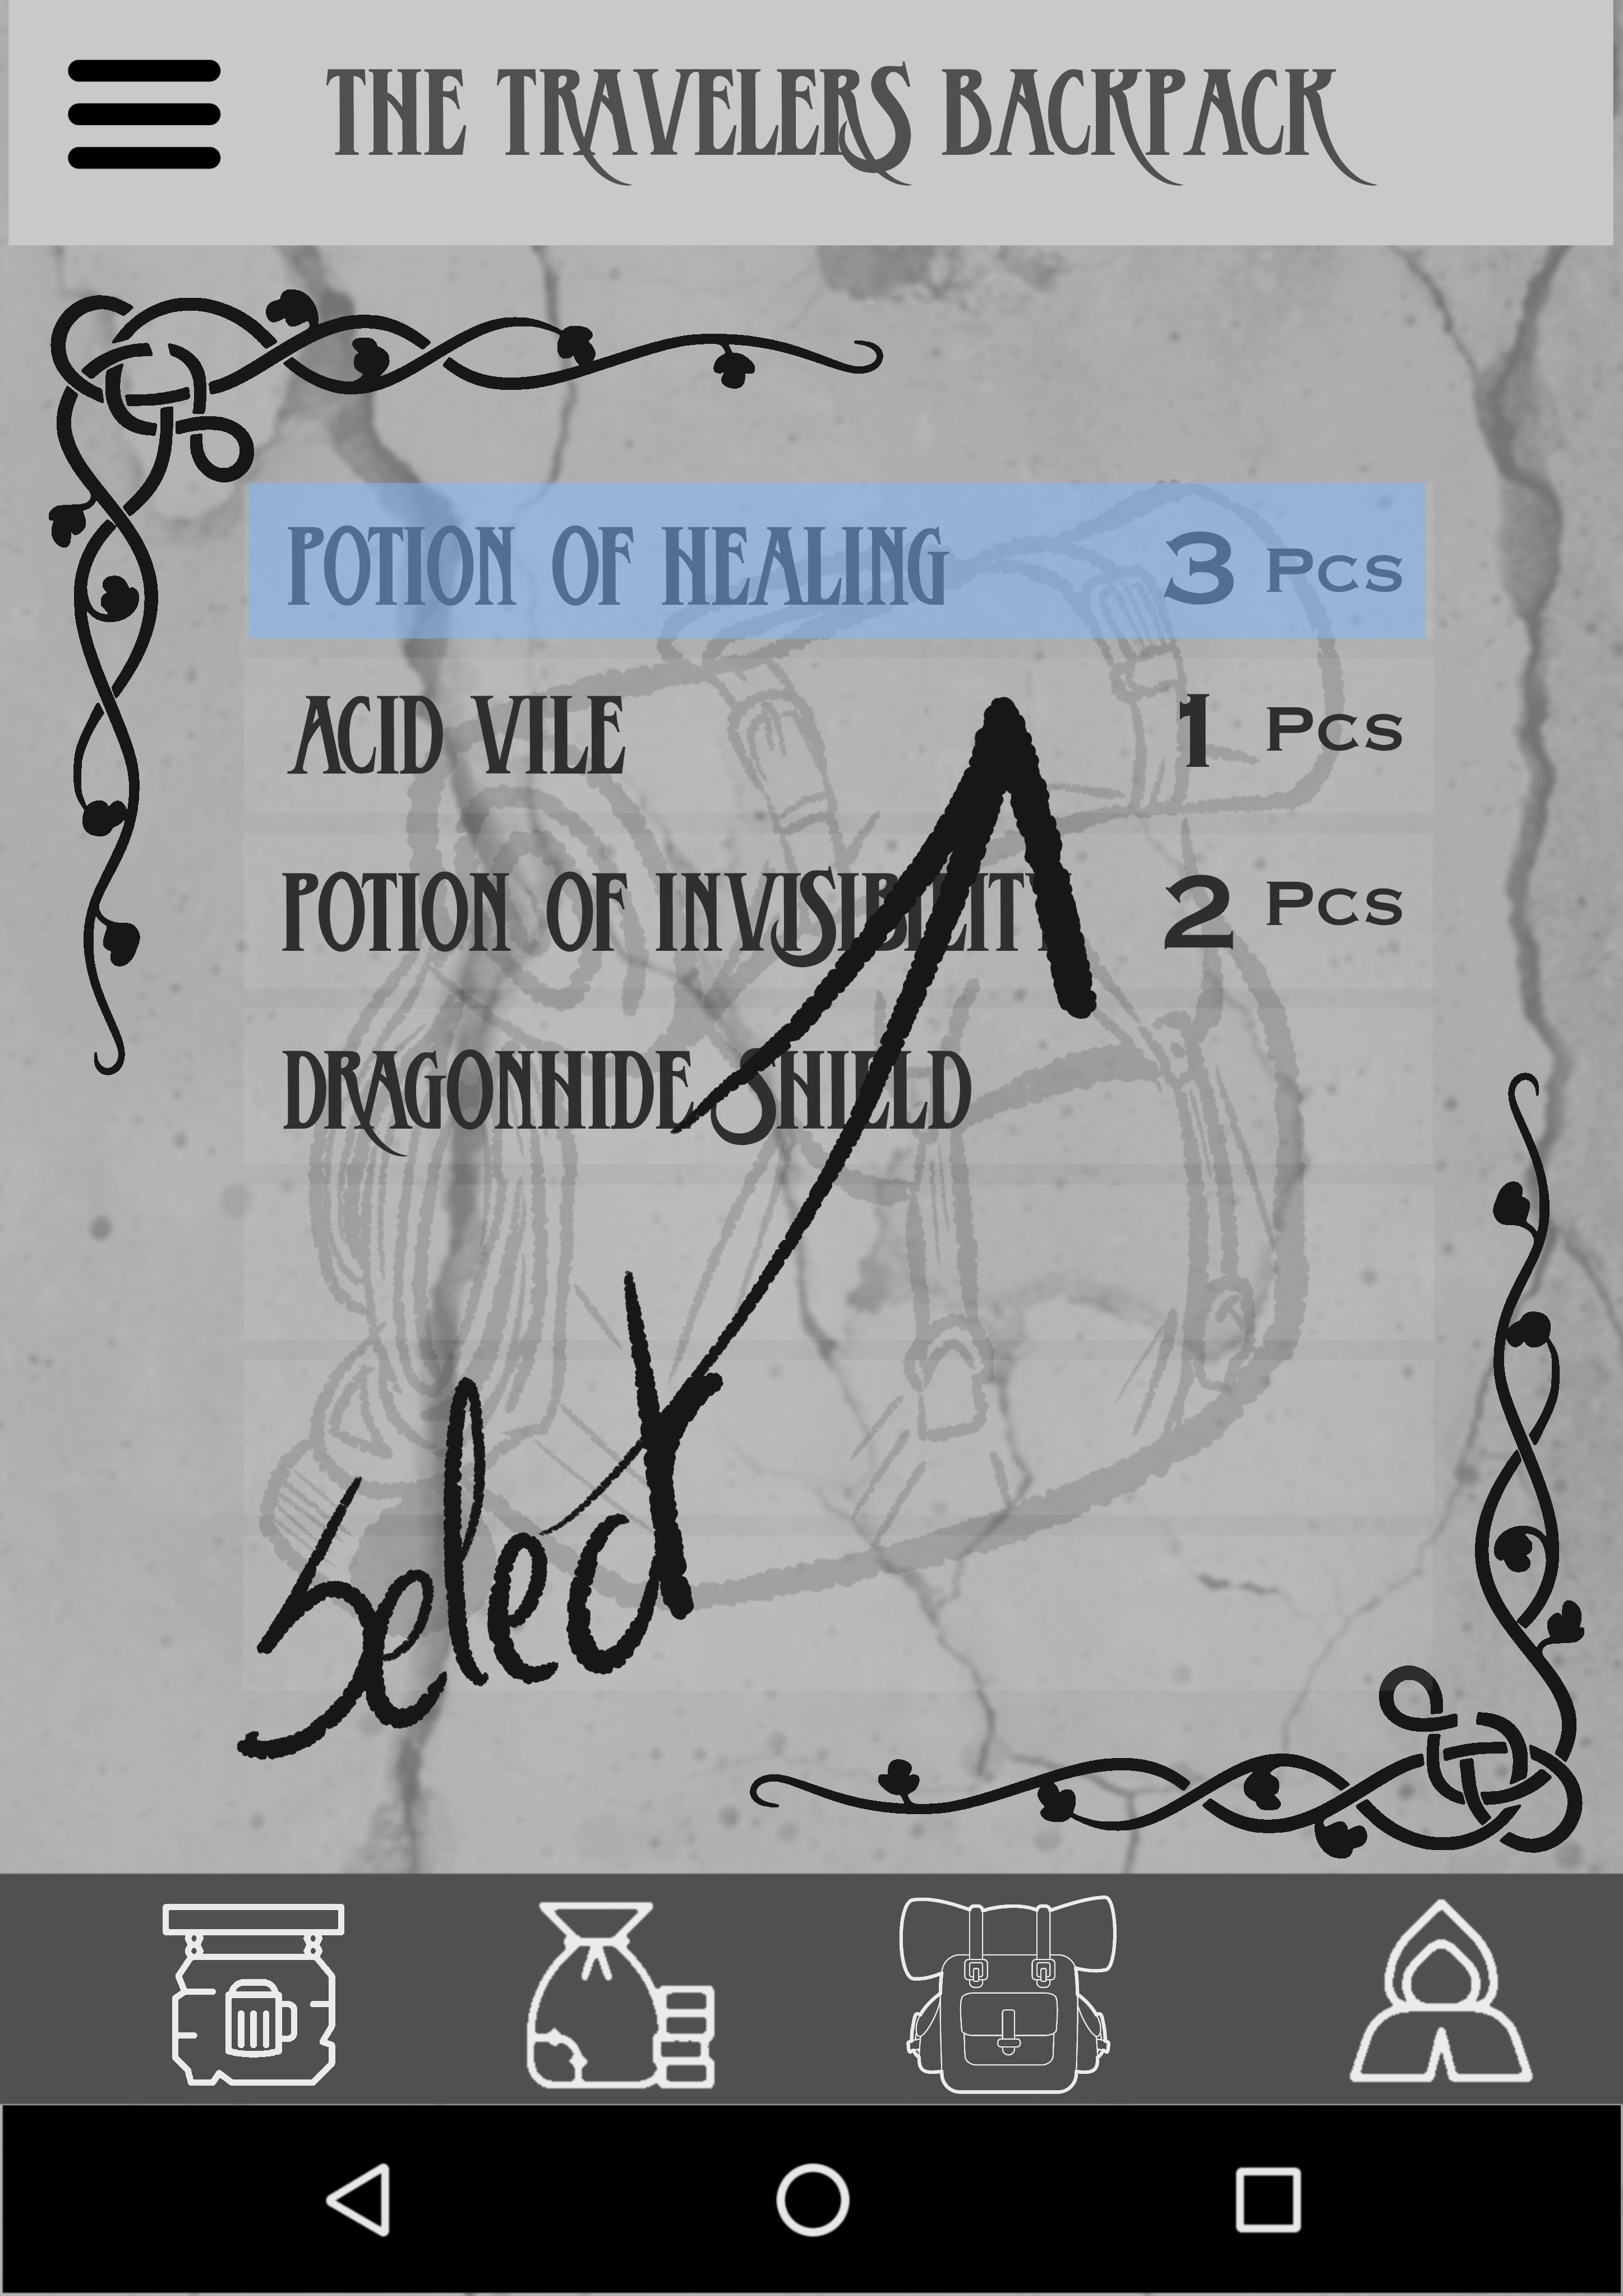 THE TRAVELERS BACKPACK
POTION OF HEALING 3 PCS
ACID VILE 1 PCS
POTION OF INVISIBILITY 2 PCS
DRAGONHIDE SHIELD
Select